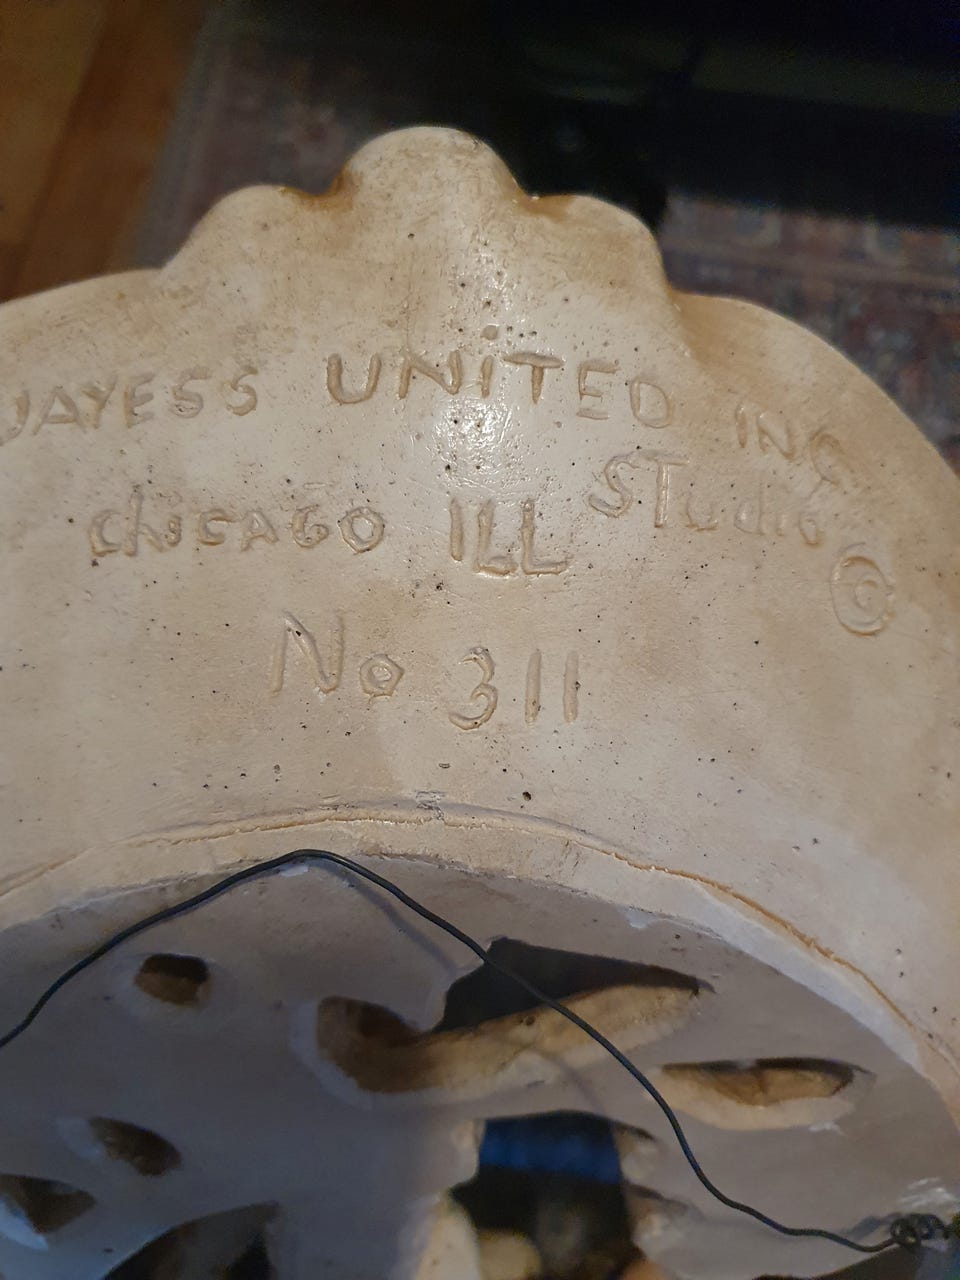 JAYESS UNITED INC
ChicAGO ILL STudio ©
No 311